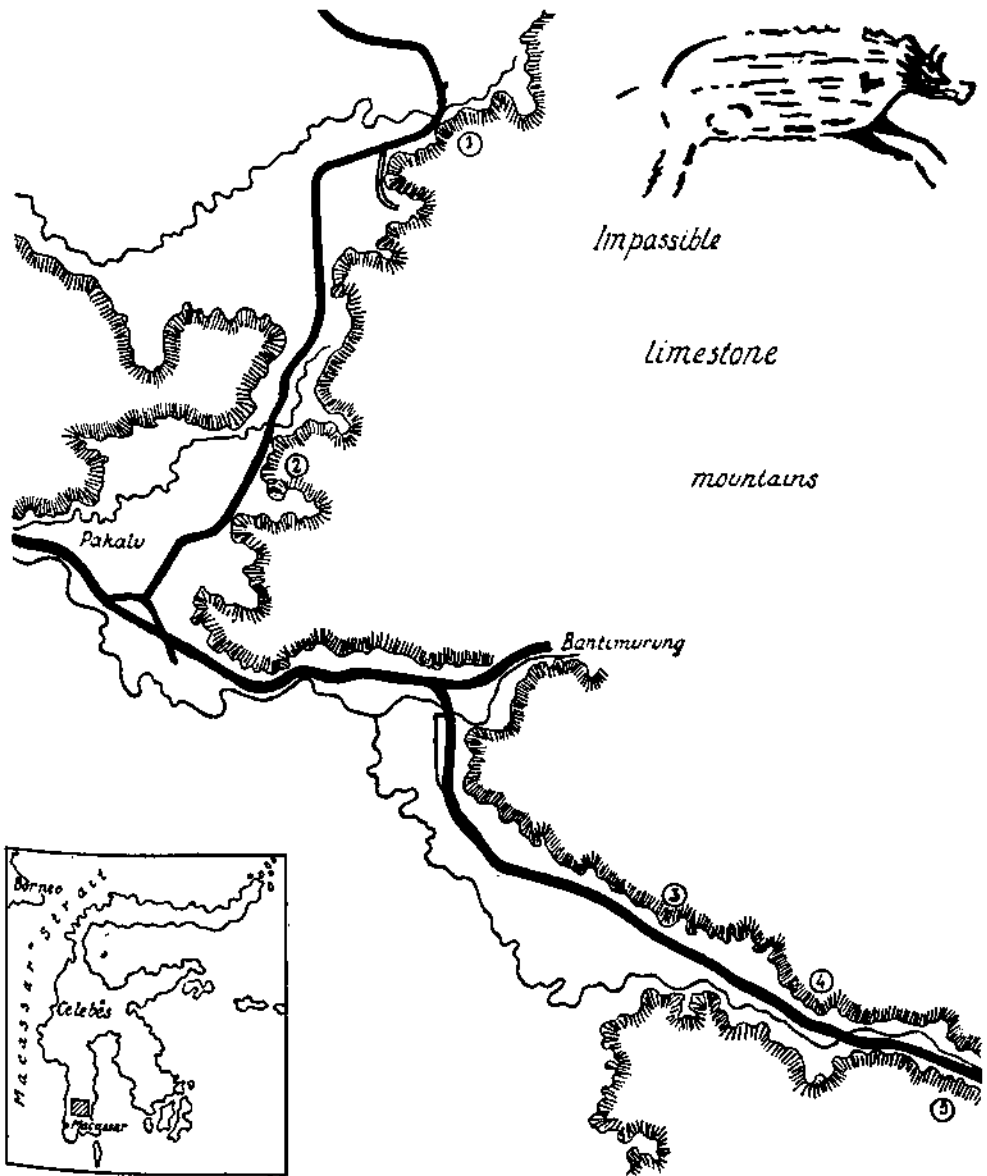 1
Impassible
limestone
2
mountains
Pakalu
Bantimurung
3
4
5
Borneo
Macassar Strait
Celebes
Macassar